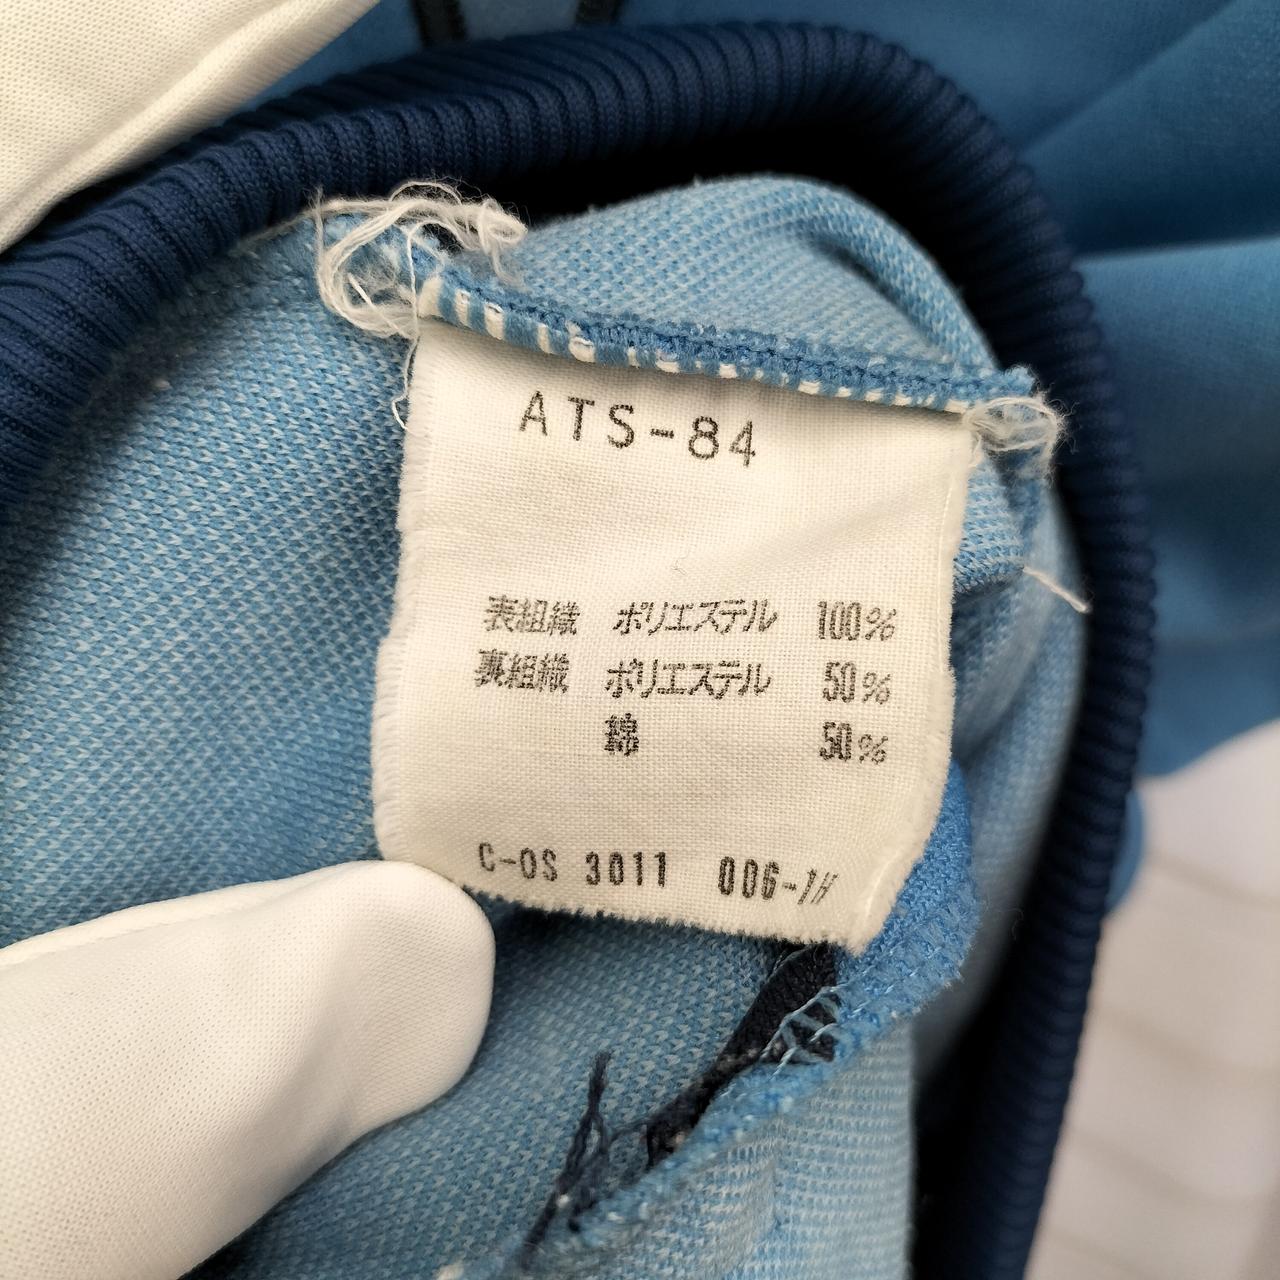 ATS-84
表組織 ポリエステル 100%
裏組織 ポリエステル 50%
綿 50%
C-OS 3011 006-1H